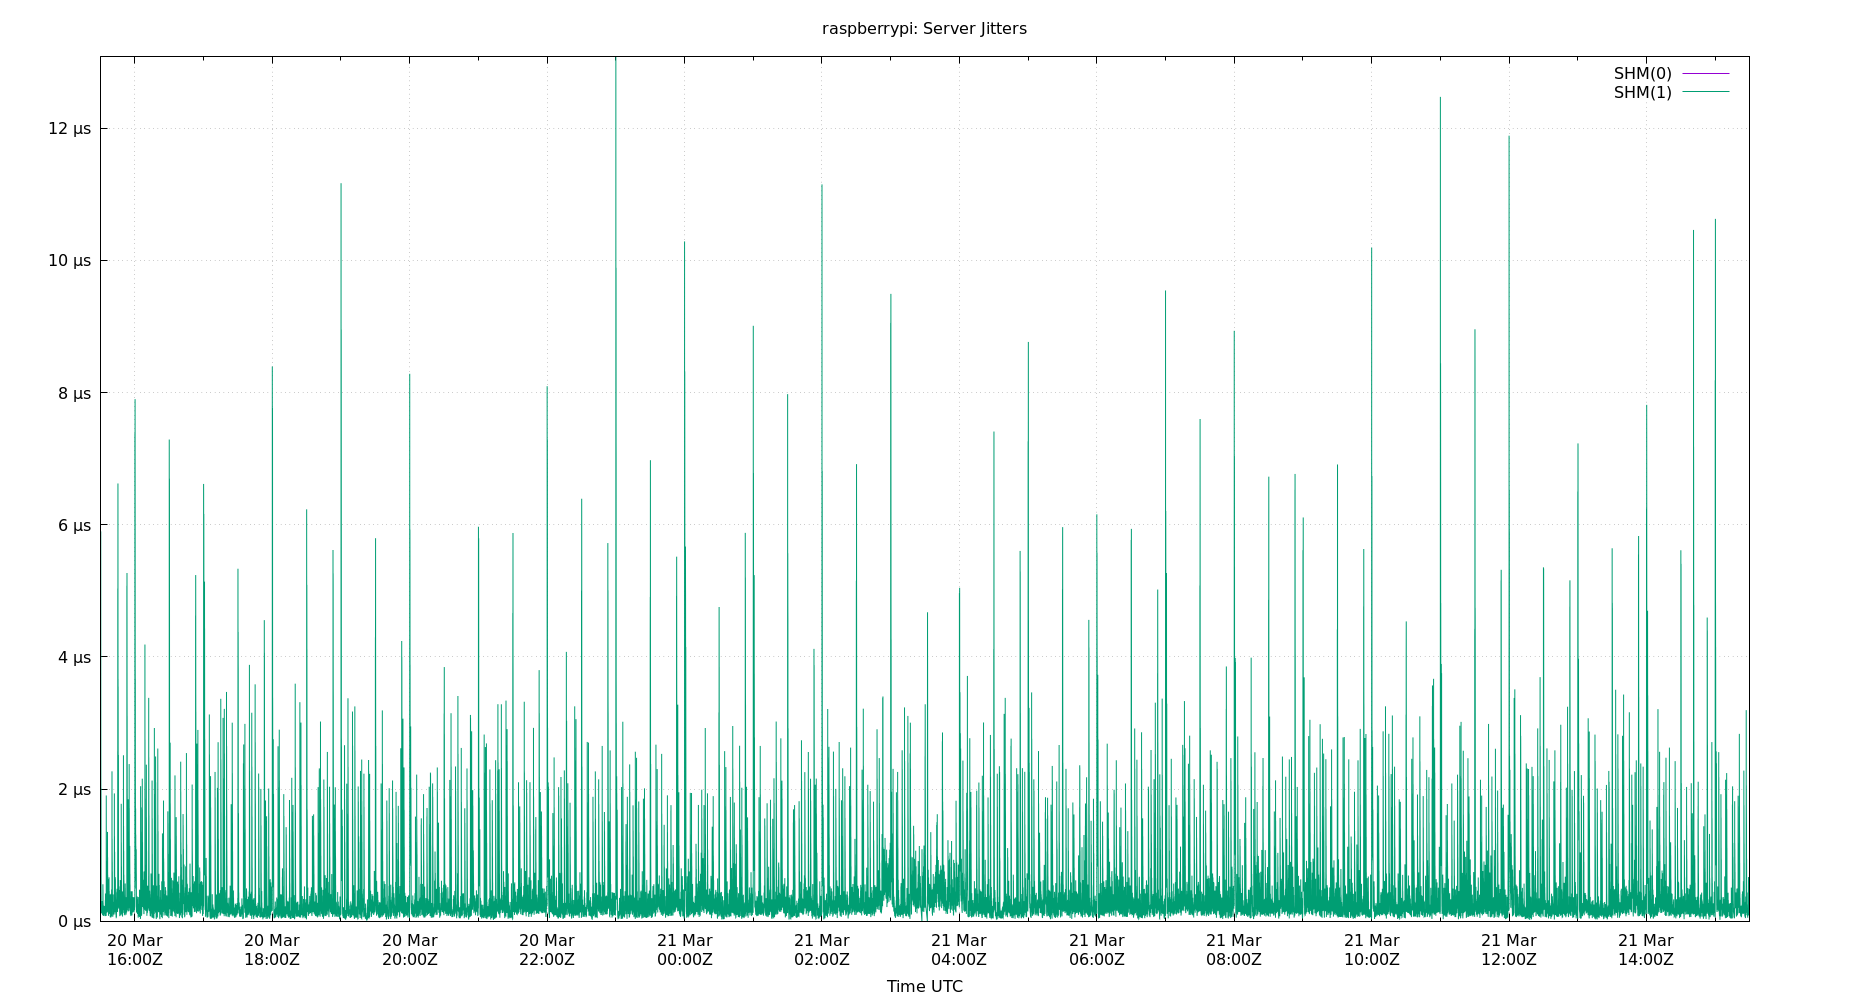 raspberrypi: Server Jitters
SHM(0)
SHM(1)
12 µs
10 µs
8 µs
6 µs
4 µs
2 µs
0 µs
20 Mar 20 Mar 20 Mar 20 Mar 21 Mar 21 Mar 21 Mar 21 Mar 21 Mar 21 Mar 21 Mar 21 Mar
16:00Z 18:00Z 20:00Z 22:00Z 00:00Z 02:00Z 04:00Z 06:00Z 08:00Z 10:00Z 12:00Z 14:00Z
Time UTC